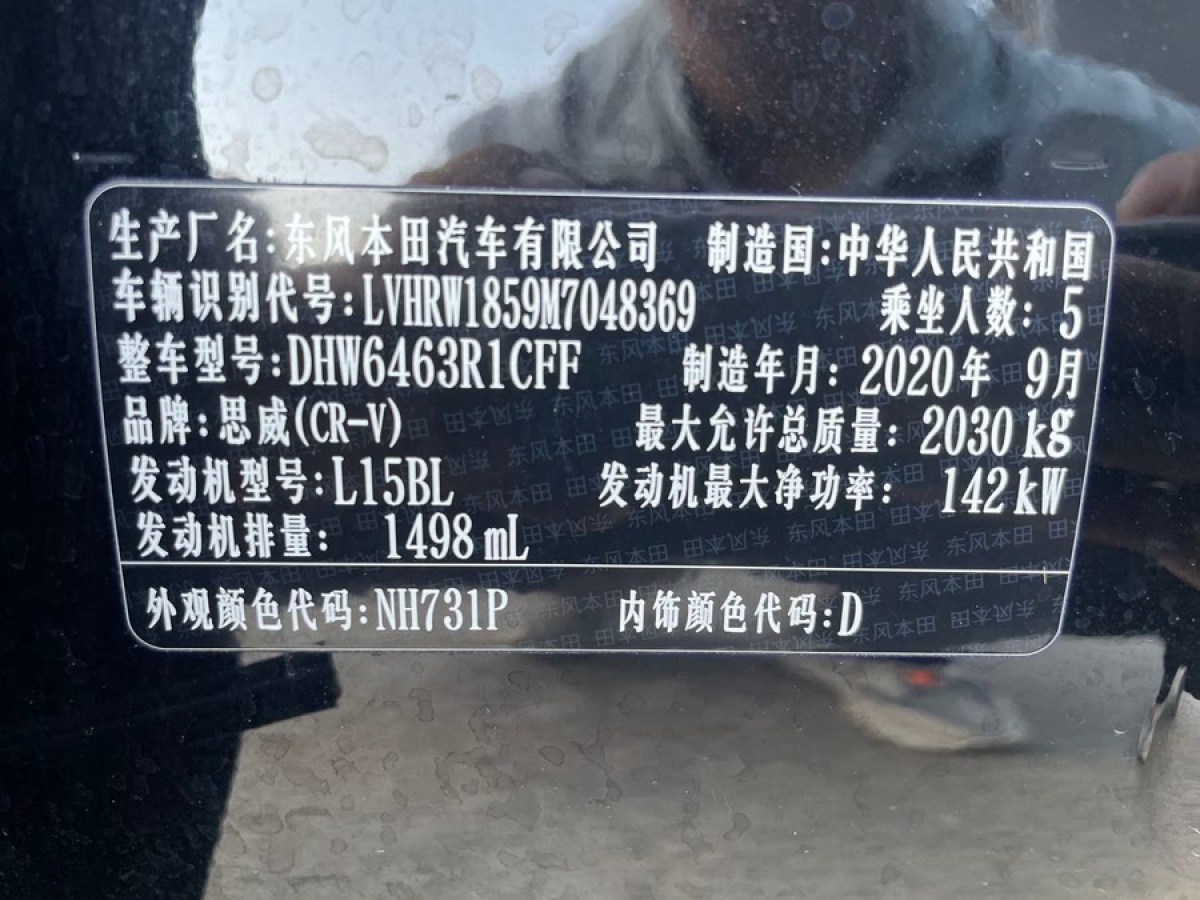 生产厂名:东风本田汽车有限公司 制造国:中华人民共和国
车辆识别代号:LVHRW1859M7048369 乘坐人数: 5
整车型号:DHW6463R1CFF 制造年月: 2020年 9月
品牌:思威(CR-V) 最大允许总质量: 2030 kg
发动机型号:L15BL 发动机最大净功率: 142 kW
发动机排量: 1498 mL
外观颜色代码:NH731P 内饰颜色代码:D